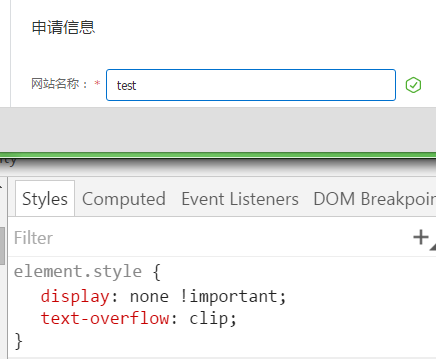 申请信息
网站名称： * test
Styles Computed Event Listeners DOM Breakpoin
Filter
element.style {
display: none !important;
text-overflow: clip;
}